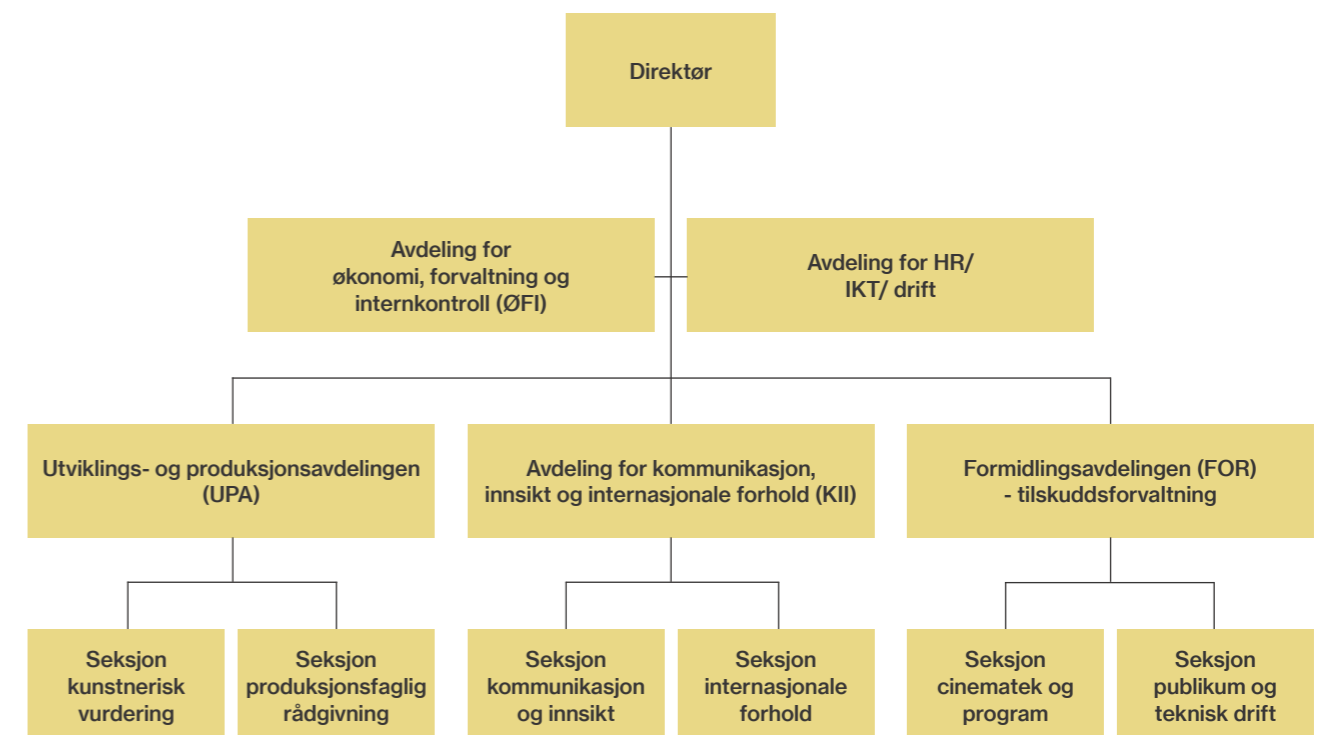 Direktør
Avdeling for
økonomi, forvaltning og
internkontroll (ØFI)
Avdeling for HR/
IKT/ drift
Utviklings- og produksjonsavdelingen
(UPA)
Avdeling for kommunikasjon,
innsikt og internasjonale forhold (KII)
Formidlingsavdelingen (FOR)
- tilskuddsforvaltning
Seksjon
kunstnerisk
vurdering
Seksjon
produksjonsfaglig
rådgivning
Seksjon
kommunikasjon
og innsikt
Seksjon
internasjonale
forhold
Seksjon
cinematek og
program
Seksjon
publikum og
teknisk drift